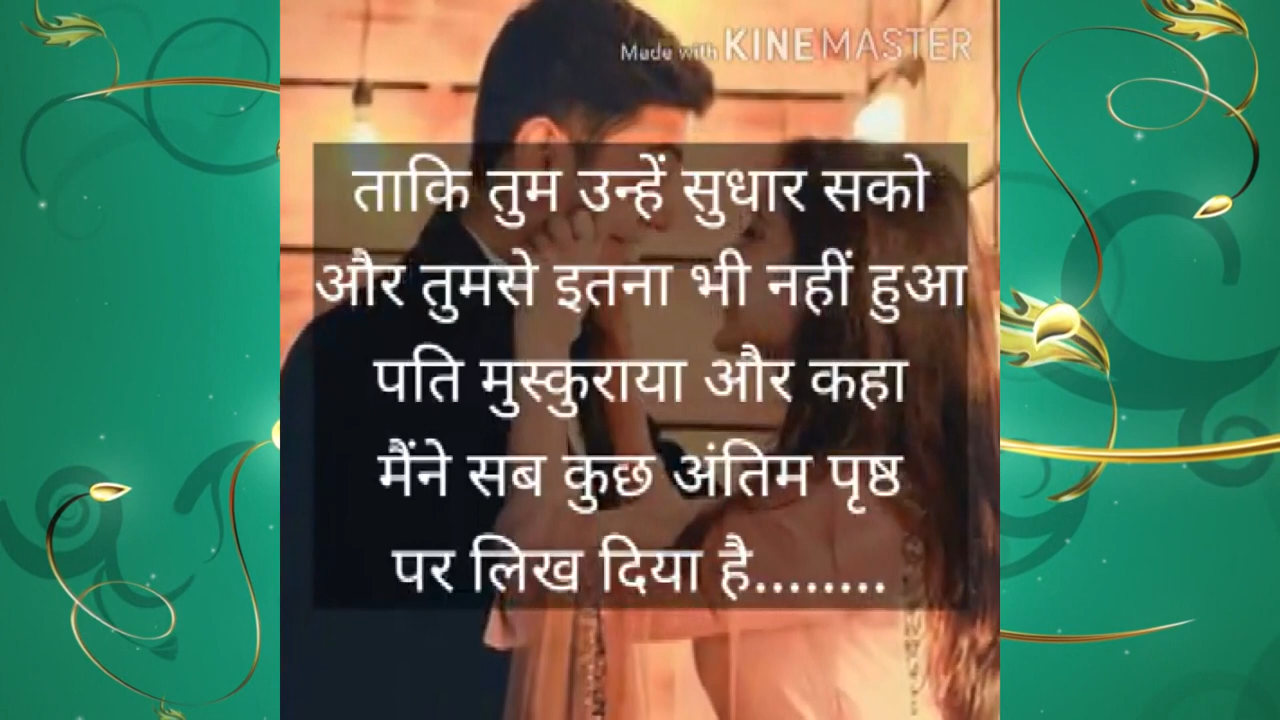 Made with KINEMASTER
ताकि तुम उन्हें सुधार सको
और तुमसे इतना भी नहीं हुआ
पति मुस्कुराया और कहा
मैंने सब कुछ अंतिम पृष्ठ
पर लिख दिया है........